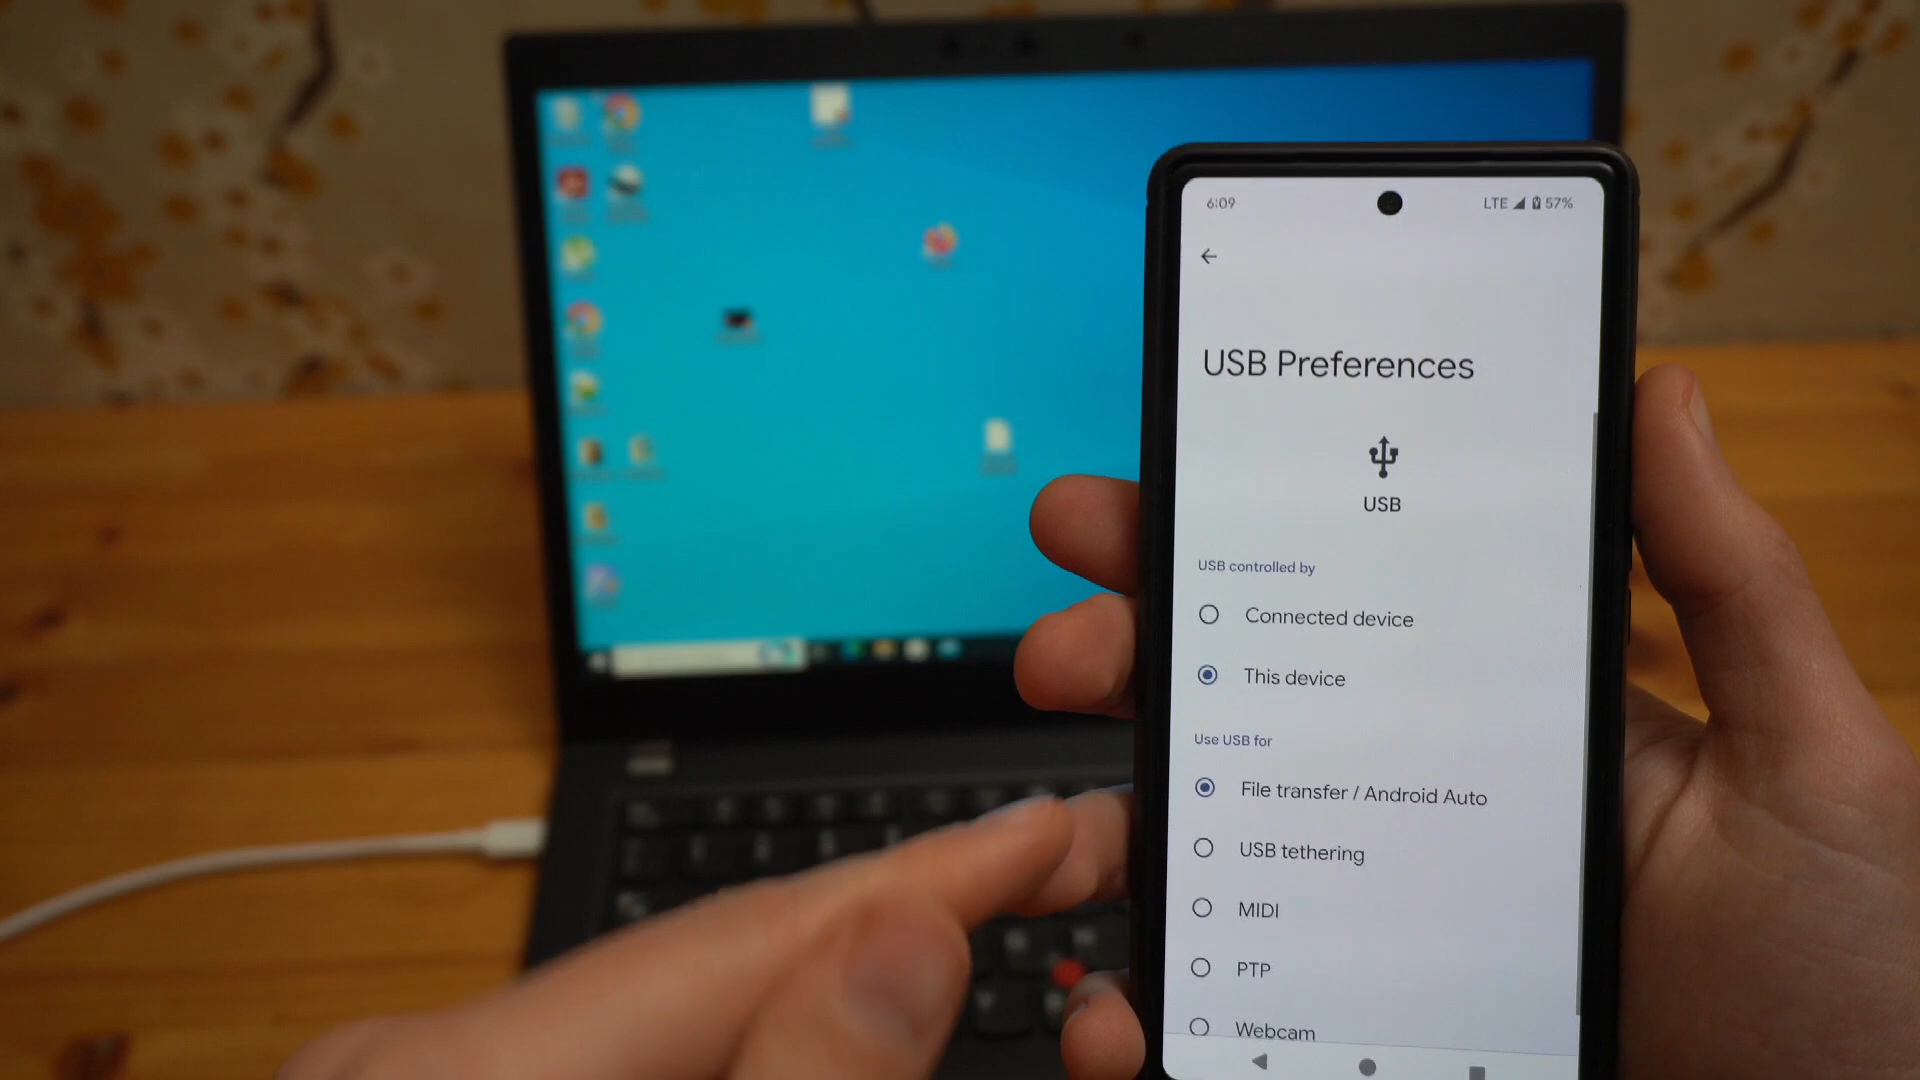 6:09
LTE 57%
USB Preferences
USB
USB controlled by
Connected device
This device
Use USB for
File transfer / Android Auto
USB tethering
MIDI
PTP
Webcam